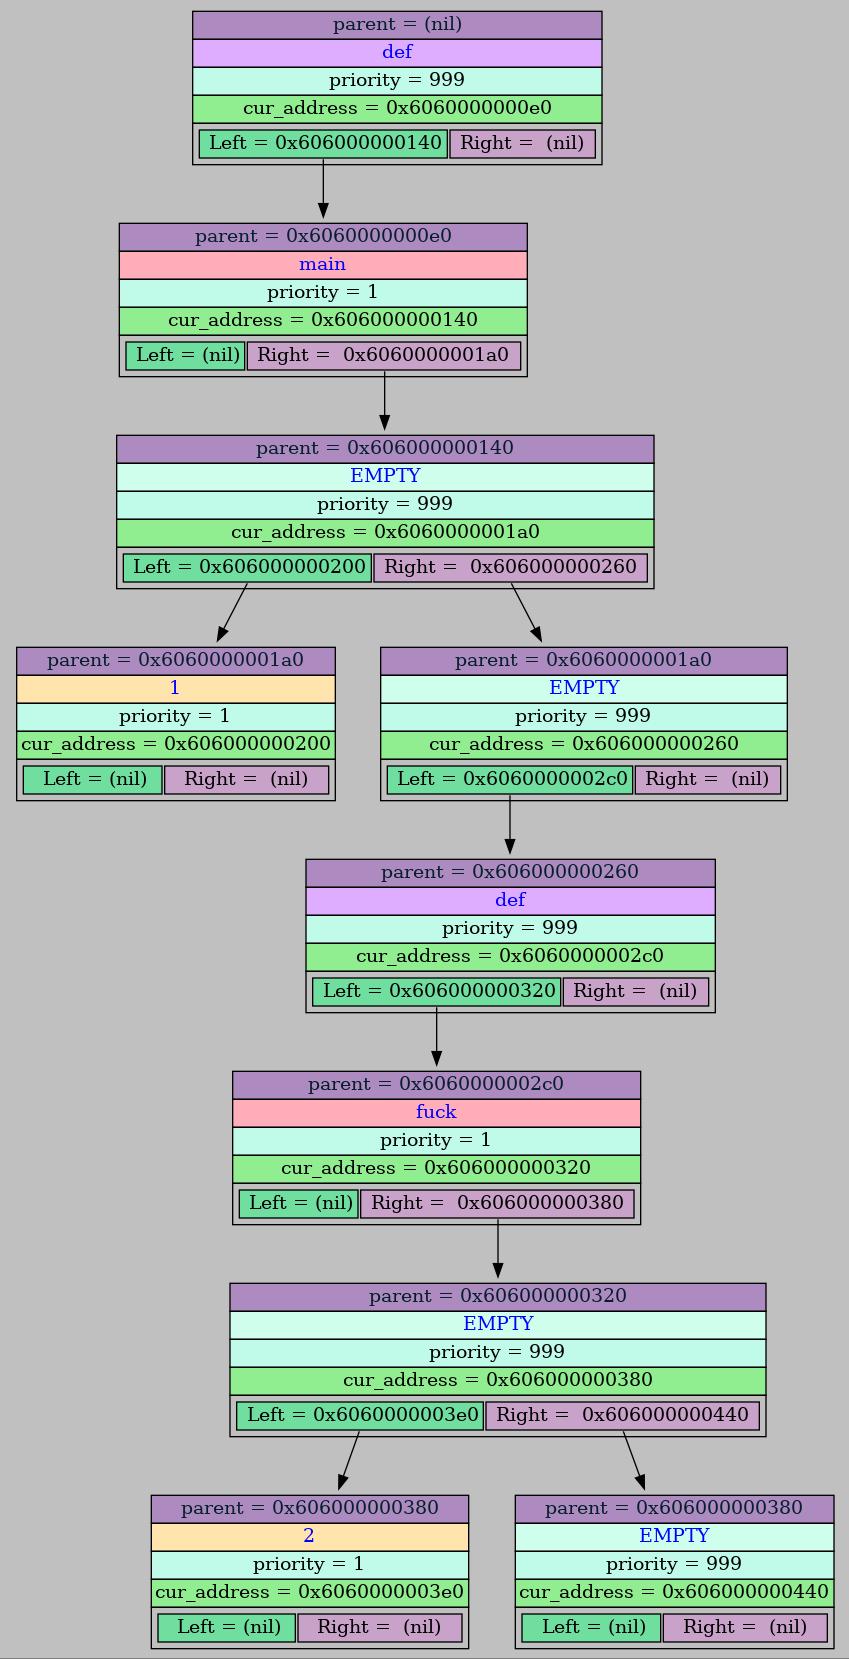 parent = (nil)
def
priority = 999
cur_address = 0x6060000000e0
Left = 0x606000000140 Right =  (nil)
parent = 0x6060000000e0
main
priority = 1
cur_address = 0x606000000140
Left = (nil) Right =  0x6060000001a0
parent = 0x606000000140
EMPTY
priority = 999
cur_address = 0x6060000001a0
Left = 0x606000000200 Right =  0x606000000260
parent = 0x6060000001a0
1
priority = 1
cur_address = 0x606000000200
Left = (nil) Right =  (nil)
parent = 0x6060000001a0
EMPTY
priority = 999
cur_address = 0x606000000260
Left = 0x6060000002c0 Right =  (nil)
parent = 0x606000000260
def
priority = 999
cur_address = 0x6060000002c0
Left = 0x606000000320 Right =  (nil)
parent = 0x6060000002c0
fuck
priority = 1
cur_address = 0x606000000320
Left = (nil) Right =  0x606000000380
parent = 0x606000000320
EMPTY
priority = 999
cur_address = 0x606000000380
Left = 0x6060000003e0 Right =  0x606000000440
parent = 0x606000000380
2
priority = 1
cur_address = 0x6060000003e0
Left = (nil) Right =  (nil)
parent = 0x606000000380
EMPTY
priority = 999
cur_address = 0x606000000440
Left = (nil) Right =  (nil)